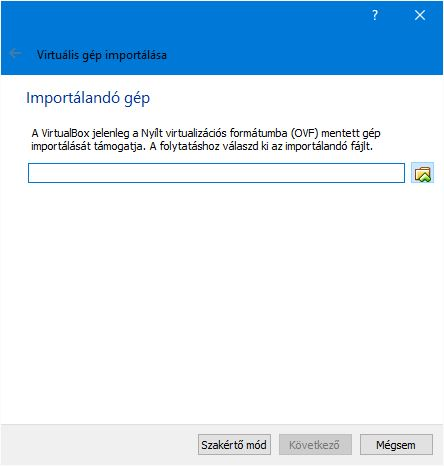 ?
Virtuális gép importálása
Importálandó gép
A VirtualBox jelenleg a Nyílt virtualizációs formátumba (OVF) mentett gép
importálását támogatja. A folytatáshoz válaszd ki az importálandó fájlt.
Szakértő mód
Következő
Mégsem